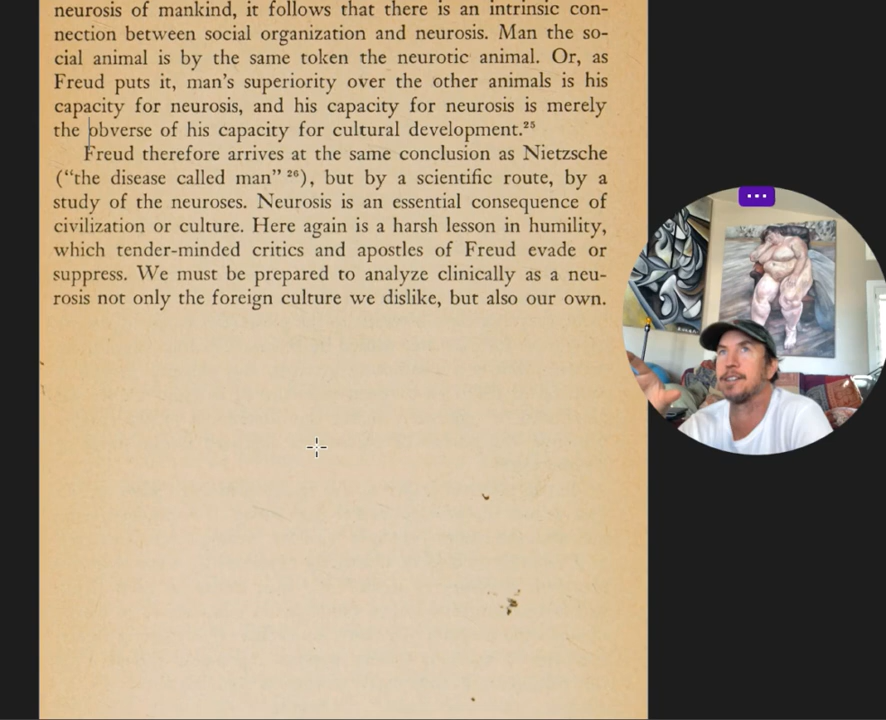 neurosis of mankind, it follows that there is an intrinsic con-
nection between social organization and neurosis. Man the so-
cial animal is by the same token the neurotic animal. Or, as
Freud puts it, man's superiority over the other animals is his
capacity for neurosis, and his capacity for neurosis is merely
the obverse of his capacity for cultural development.²⁵
Freud therefore arrives at the same conclusion as Nietzsche
(“the disease called man” ²⁶), but by a scientific route, by a
study of the neuroses. Neurosis is an essential consequence of
civilization or culture. Here again is a harsh lesson in humility,
which tender-minded critics and apostles of Freud evade or
suppress. We must be prepared to analyze clinically as a neu-
rosis not only the foreign culture we dislike, but also our own.